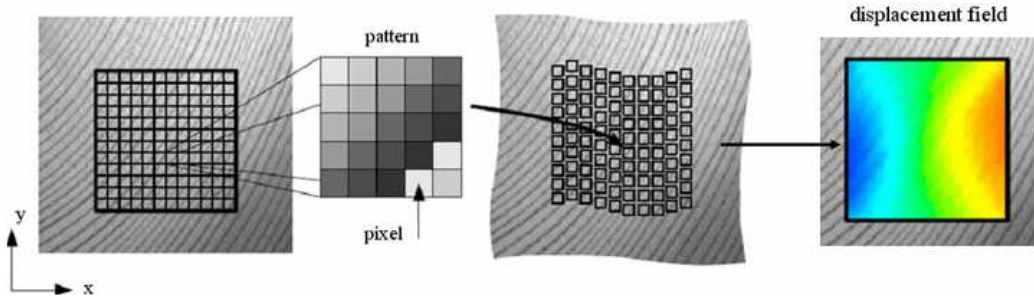 displacement field
pattern
pixel
y
x